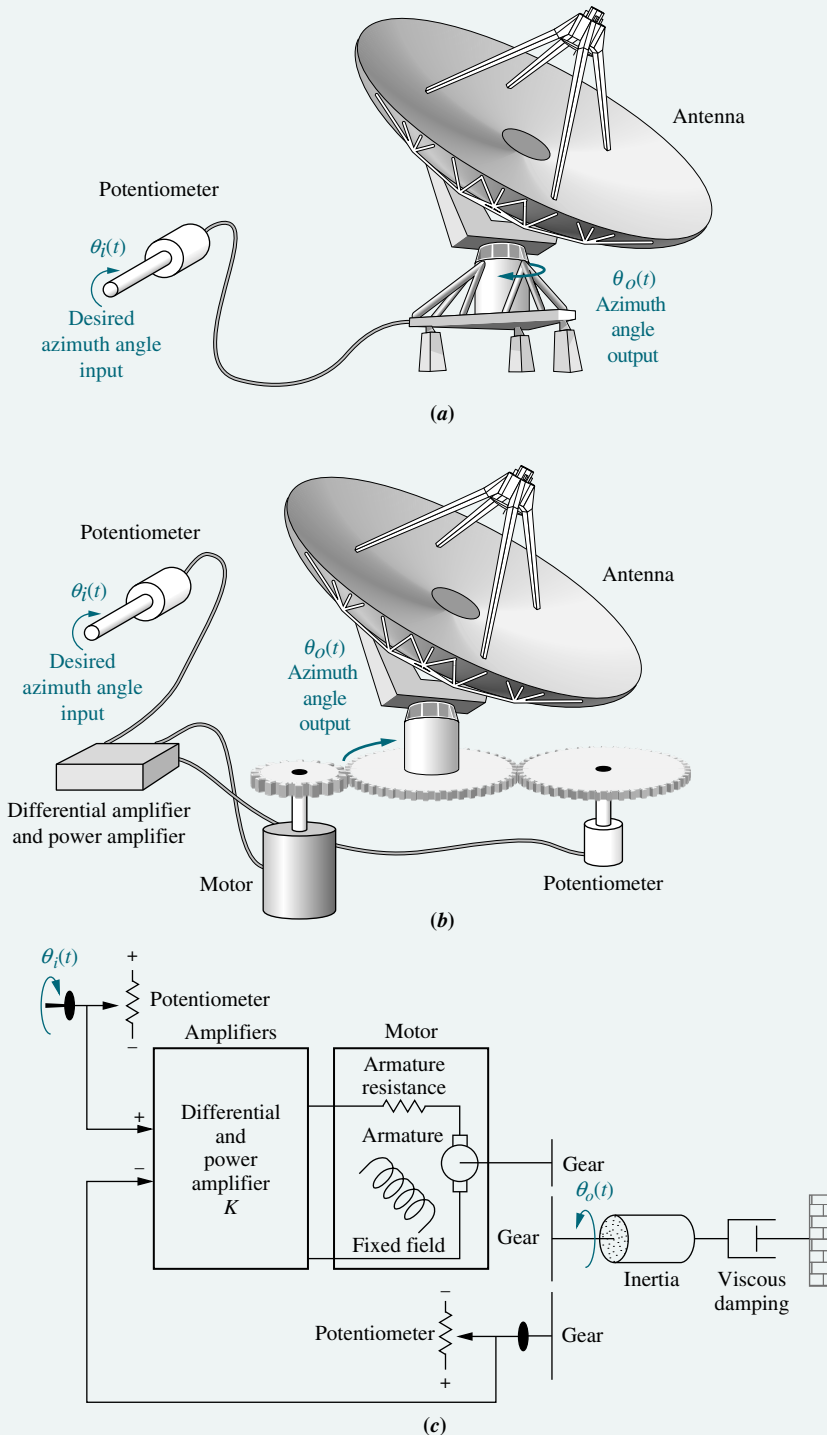 Antenna
Potentiometer
θi(t)
Desired
azimuth angle
input
θo(t)
Azimuth
angle
output
(a)
Potentiometer
Antenna
θi(t)
Desired
azimuth angle
input
θo(t)
Azimuth
angle
output
Differential amplifier
and power amplifier
Motor
Potentiometer
(b)
θi(t)
+
Potentiometer
−
Amplifiers
Motor
Armature
resistance
+
Differential
and
power
amplifier
K
−
Armature
Fixed field
Gear
θo(t)
Gear
Inertia
Viscous
damping
−
Potentiometer
Gear
+
(c)